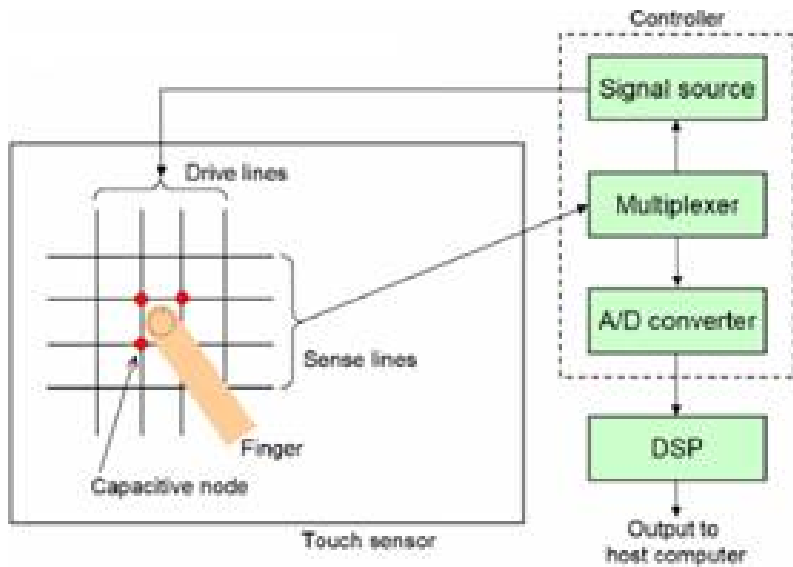 Controller
Signal source
Drive lines
Multiplexer
A/D converter
Sense lines
Finger
DSP
Capacitive node
Touch sensor
Output to
host computer